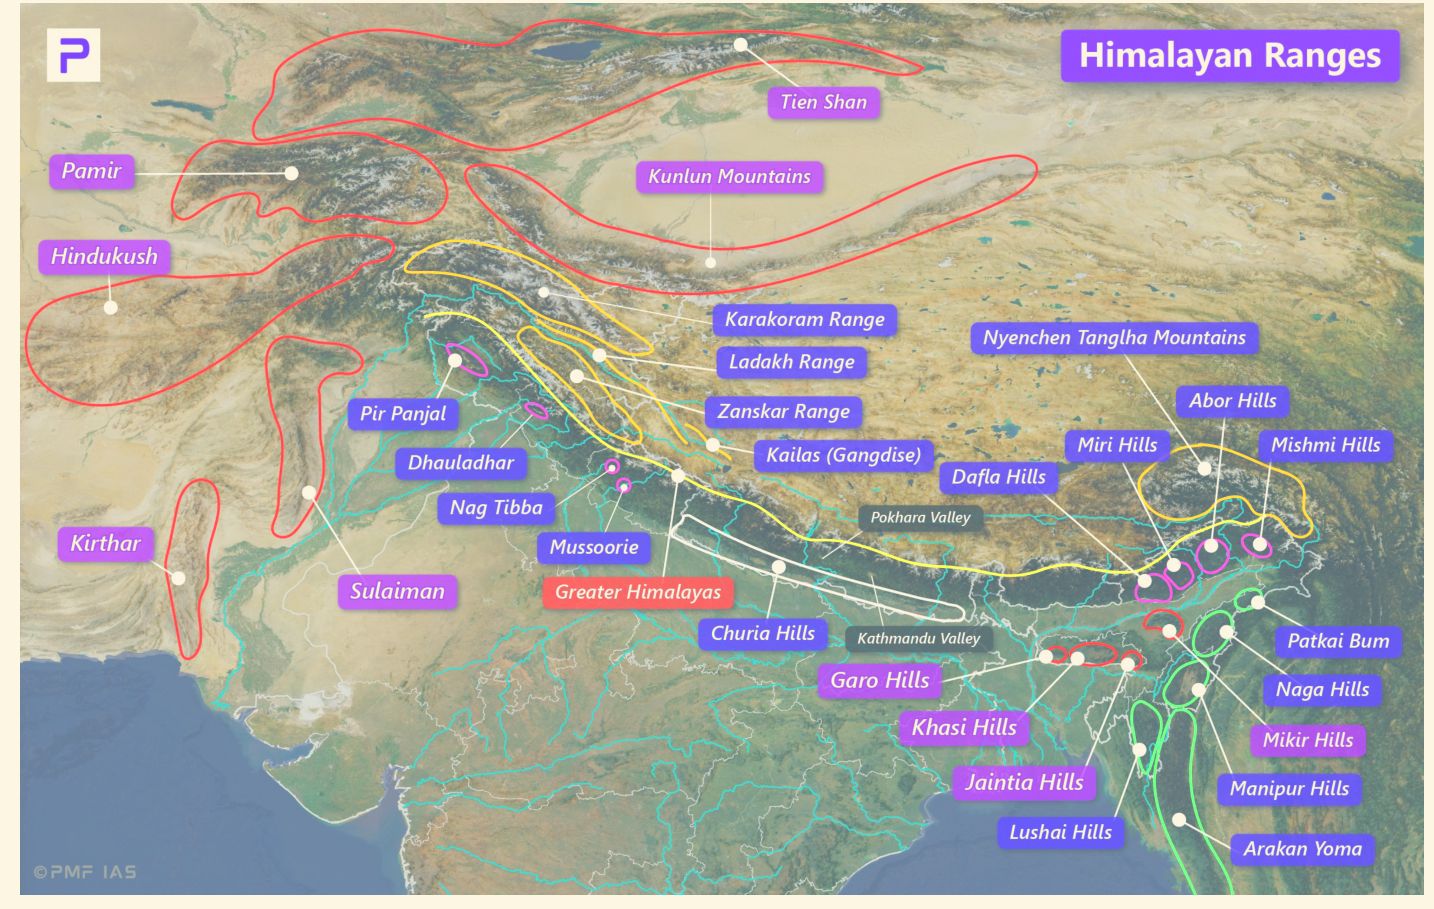 P
Himalayan Ranges
Tien Shan
Pamir
Kunlun Mountains
Hindukush
Karakoram Range
Nyenchen Tanglha Mountains
Ladakh Range
Abor Hills
Pir Panjal
Zanskar Range
Miri Hills
Mishmi Hills
Dhauladhar
Kailas (Gangdise)
Dafla Hills
Nag Tibba
Pokhara Valley
Kirthar
Mussoorie
Sulaiman
Greater Himalayas
Churia Hills
Kathmandu Valley
Patkai Bum
Garo Hills
Naga Hills
Khasi Hills
Mikir Hills
Jaintia Hills
Manipur Hills
Lushai Hills
Arakan Yoma
©PMF IAS